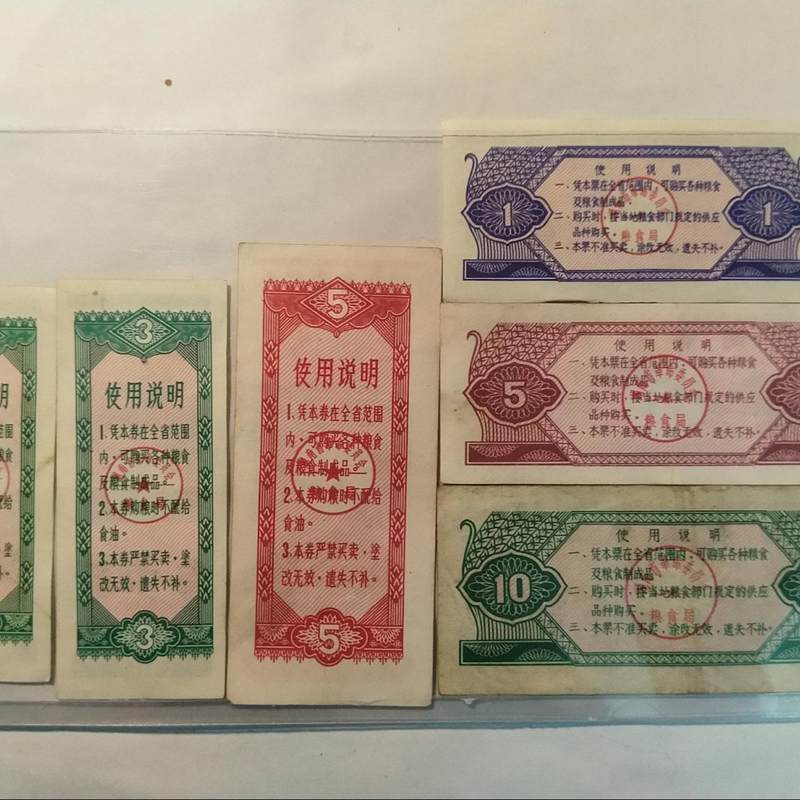 明
3
使用说明
1、凭本券在全省范围
内，可购买各种粮食
及粮食制成品。
2、本券购粮时不配给
食油。
3、本券严禁买卖，塗
改无效，遗失不补。
3
5
使用说明
1、凭本券在全省范围
内，可购买各种粮食
及粮食制成品。
2、本券购粮时不配给
食油。
3、本券严禁买卖，塗
改无效，遗失不补。
5
使用说明
一、凭本票在全省范围内，可购买各种粮食
及粮食制成品。
二、购买时，按当地粮食部门规定的供应
品种购买。
三、本票不准买卖，涂改无效，遗失不补。
1
1
粮食局
使用说明
一、凭本票在全省范围内，可购买各种粮食
及粮食制成品。
二、购买时，按当地粮食部门规定的供应
品种购买。
三、本票不准买卖，涂改无效，遗失不补。
5
粮食局
使用说明
一、凭本票在全省范围内，可购买各种粮食
及粮食制成品
二、购买时，按当地粮食部门规定的供应
品种购买。
三、本票不准买卖，涂改无效，遗失不补。
10
粮食局